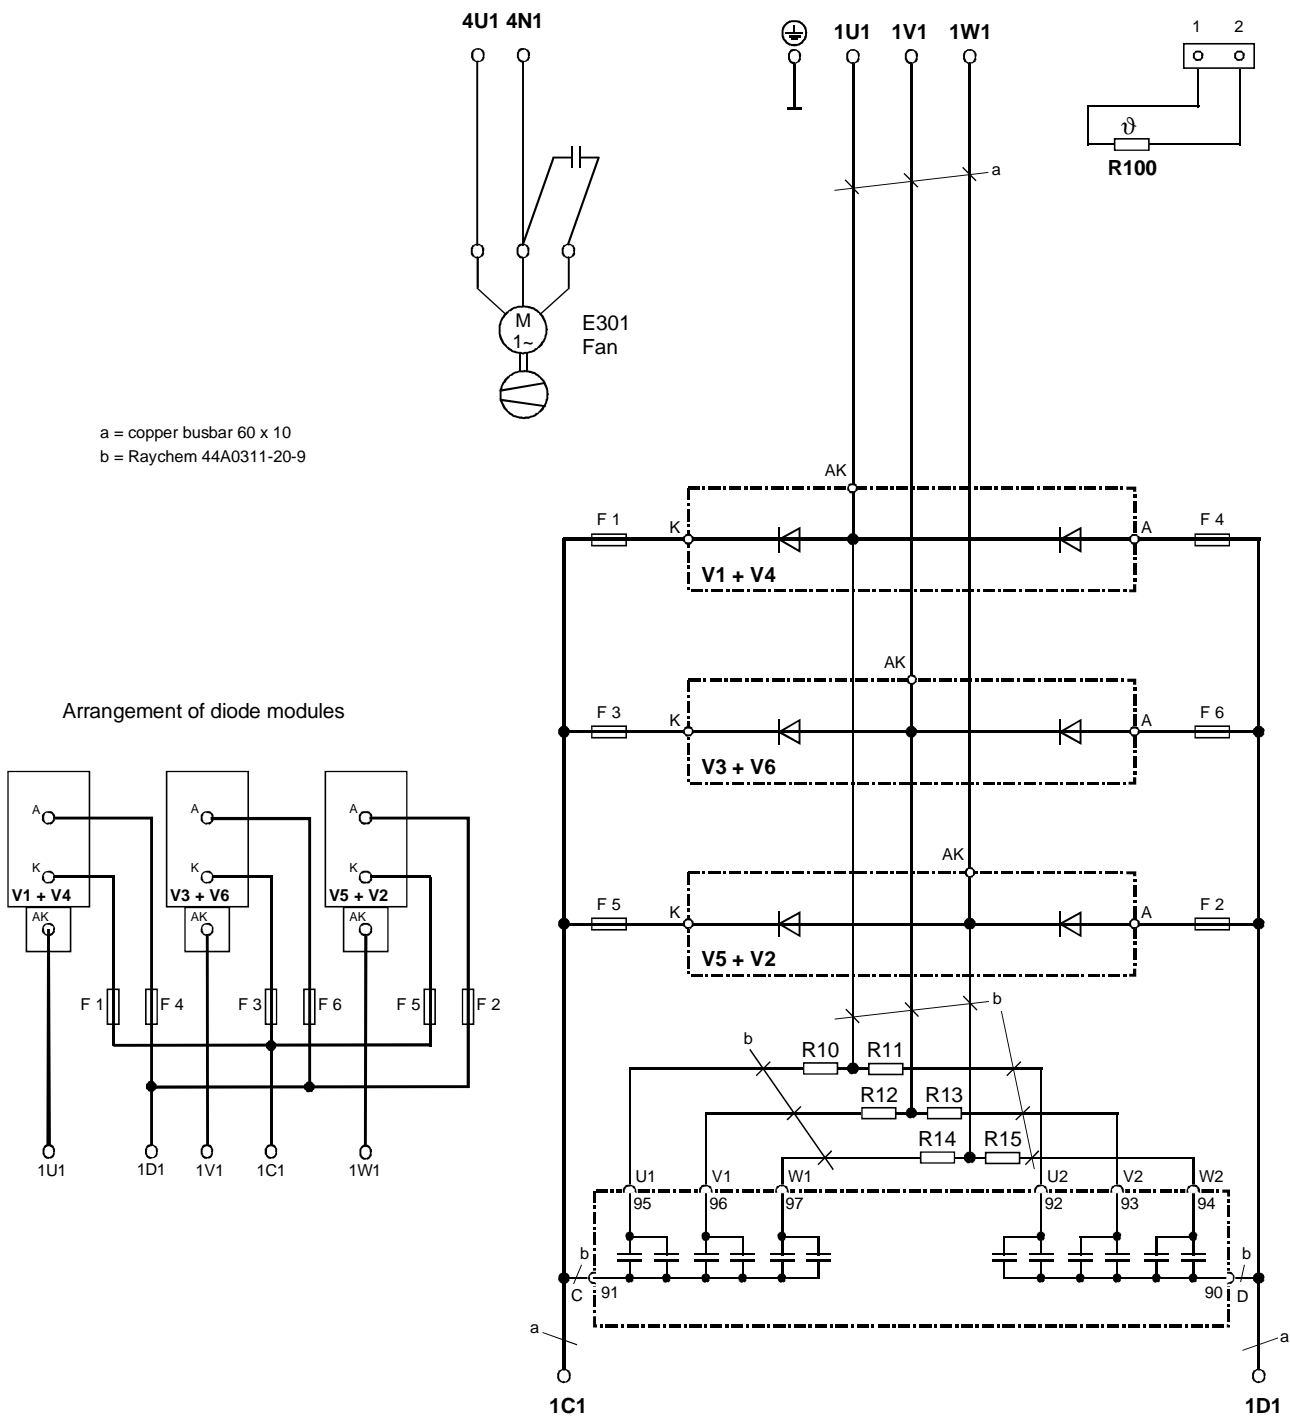 4U1 4N1
1U1 1V1 1W1
1 2
ϑ
R100
a
M
1~
E301
Fan
a = copper busbar 60 x 10
b = Raychem 44A0311-20-9
AK
F 1 K A F 4
V1 + V4
AK
F 3 K A F 6
V3 + V6
Arrangement of diode modules
A A A
K K K
V1 + V4 V3 + V6 V5 + V2
AK AK AK
F 1 F 4 F 3 F 6 F 5 F 2
1U1 1D1 1V1 1C1 1W1
AK
F 5 K A F 2
V5 + V2
b
b
R10 R11
R12 R13
R14 R15
U1 V1 W1 U2 V2 W2
95 96 97 92 93 94
b b
C 91 90 D
a a
1C1 1D1